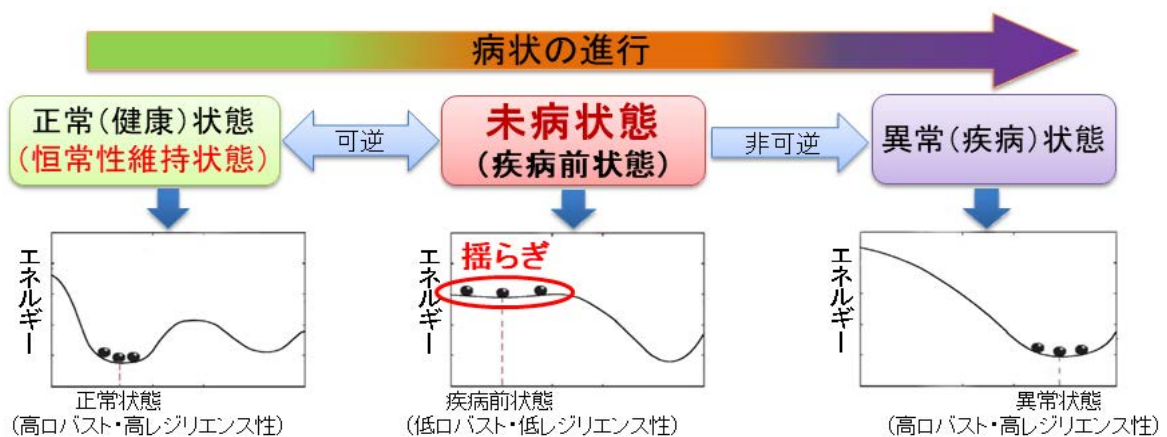 病状の進行
正常(健康)状態
(恒常性維持状態)
可逆
未病状態
(疾病前状態)
非可逆
異常(疾病)状態
エネルギー
正常状態
(高ロバスト・高レジリエンス性)
エネルギー
揺らぎ
疾病前状態
(低ロバスト・低レジリエンス性)
エネルギー
異常状態
(高ロバスト・高レジリエンス性)